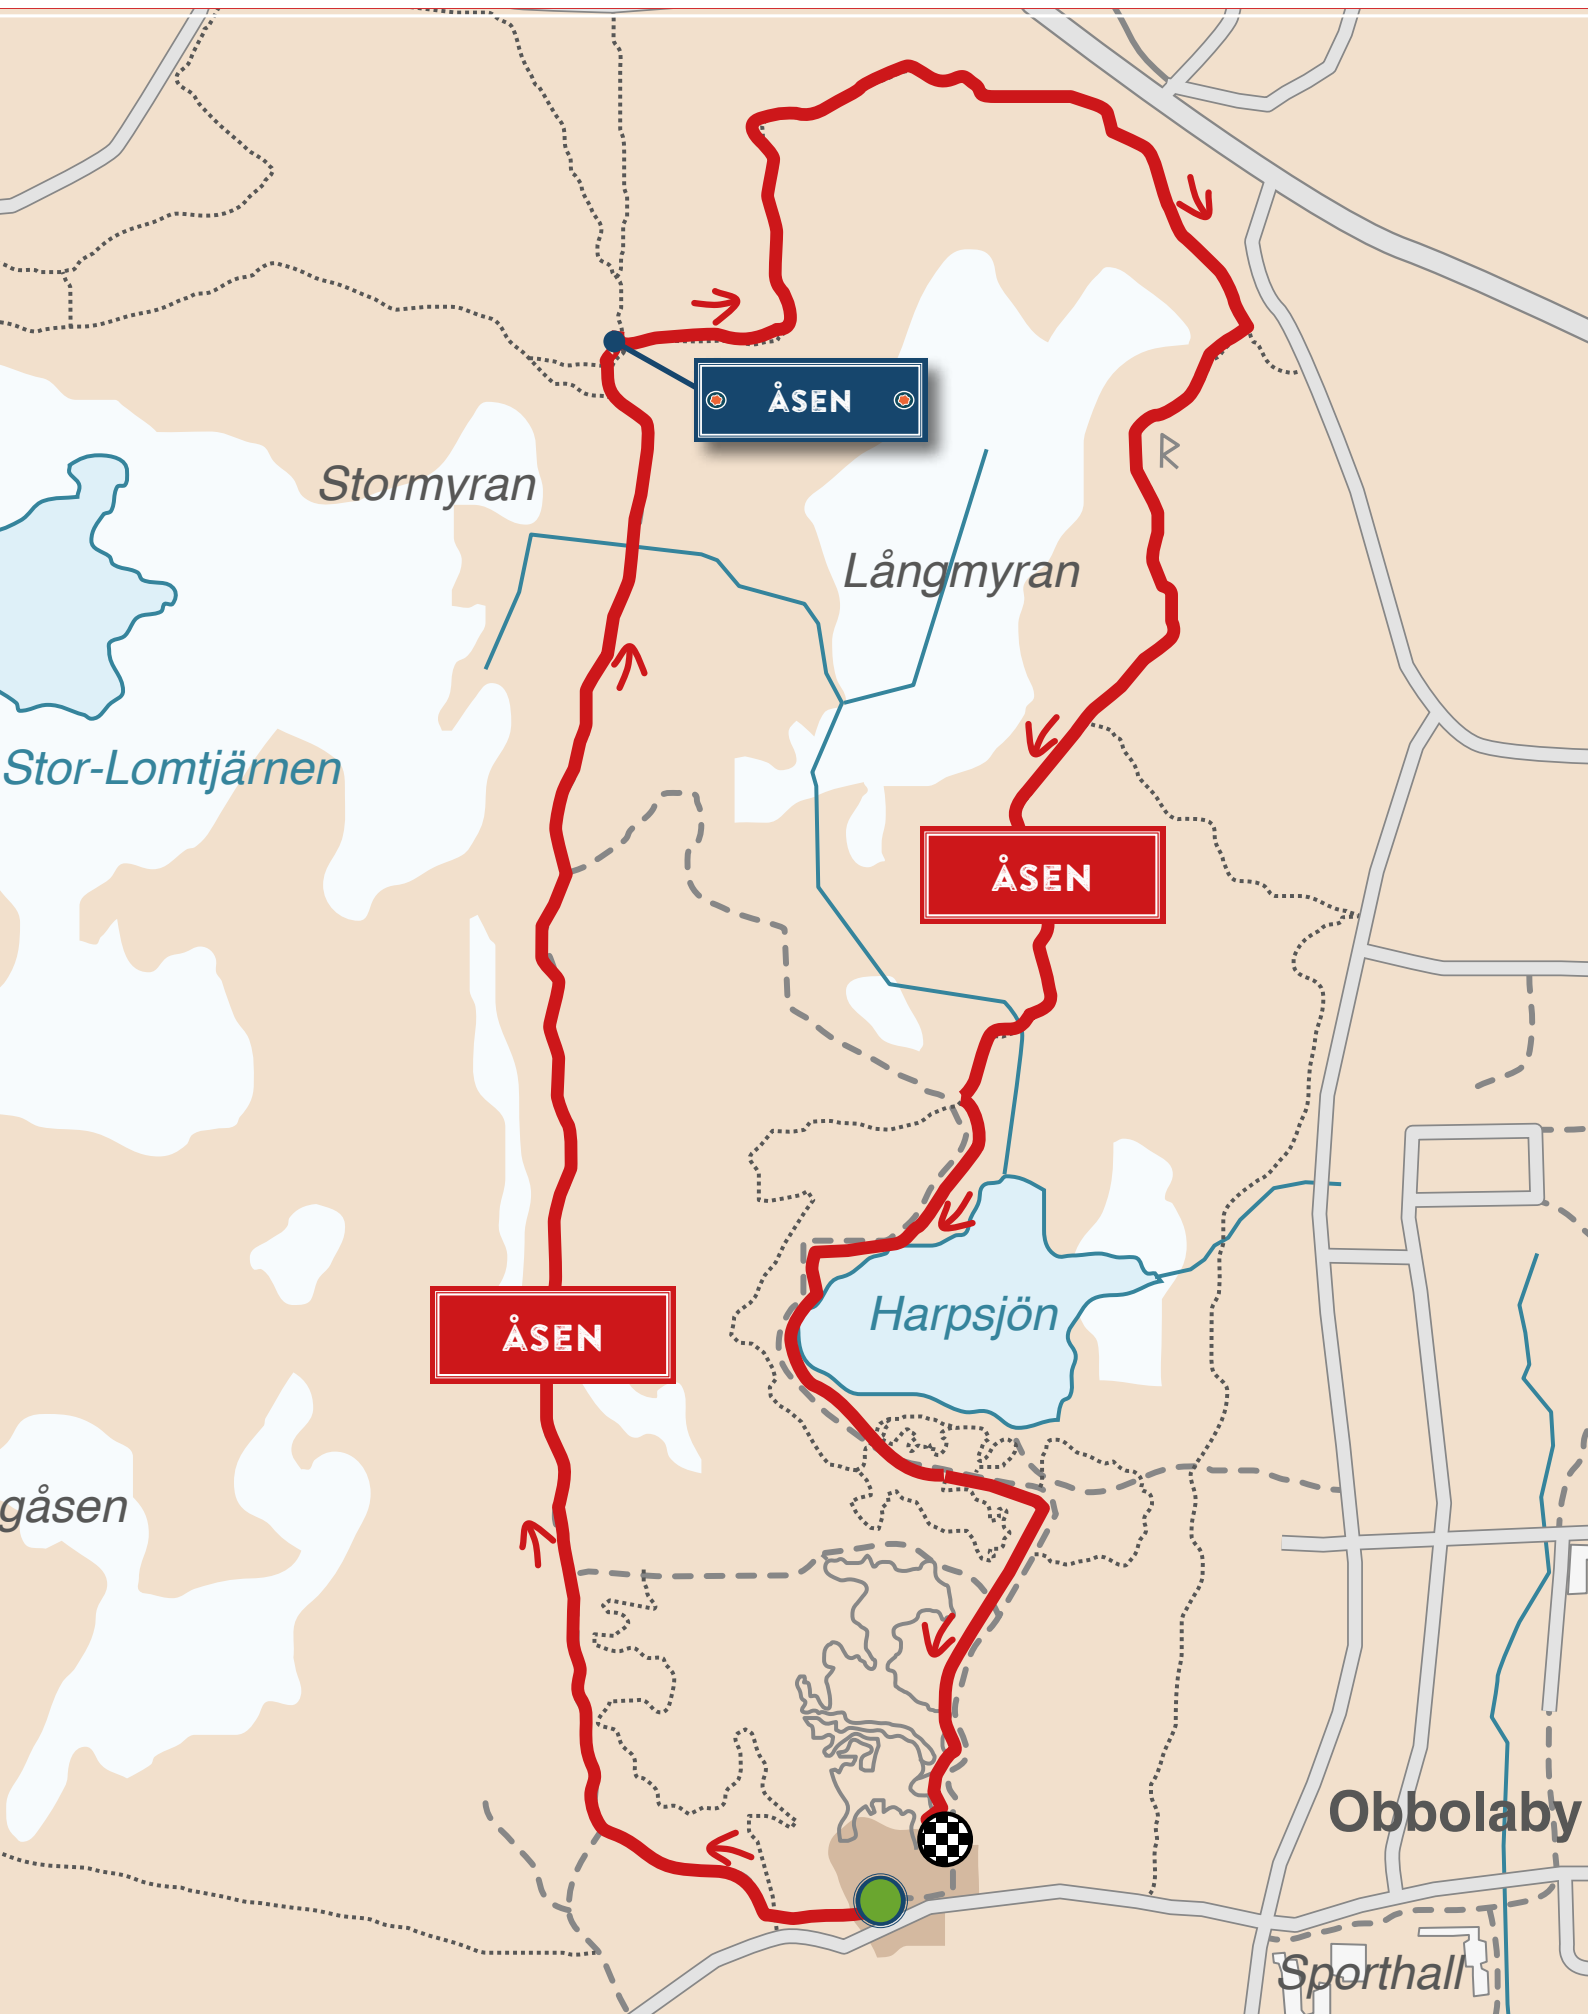 ÅSEN
Stormyran
Långmyran
Stor-Lomtjärnen
ÅSEN
Harpsjön
ÅSEN
gåsen
Obbolaby
Sporthall